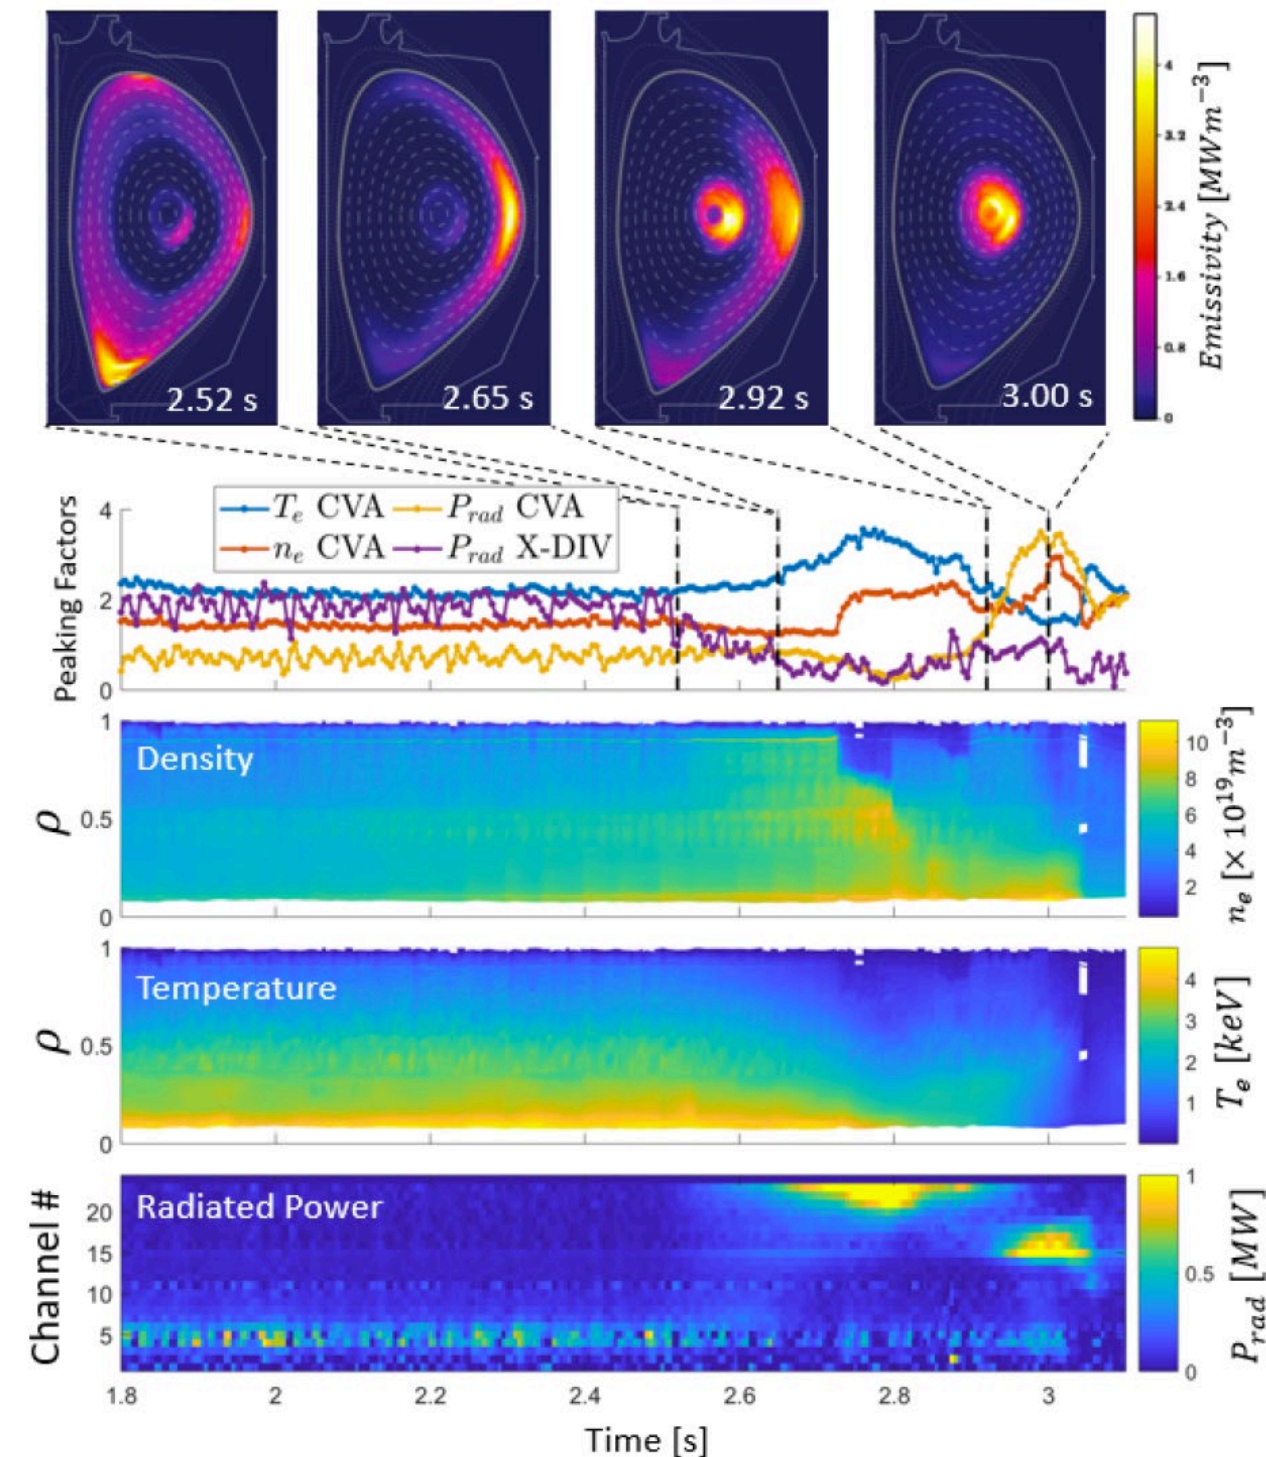 2.52 s
2.65 s
2.92 s
3.00 s
4
3.2
2.4
1.6
0.8
0
Emissivity [MWm⁻³]
Peaking Factors
4
2
0
Tₑ CVA
P_rad CVA
nₑ CVA
P_rad X-DIV
Density
ρ
1
0.5
0
10
8
6
4
2
nₑ [× 10¹⁹m⁻³]
Temperature
ρ
1
0.5
0
4
3
2
1
Tₑ [keV]
Radiated Power
Channel #
20
15
10
5
1
0.5
0
P_rad [MW]
1.8
2
2.2
2.4
2.6
2.8
3
Time [s]